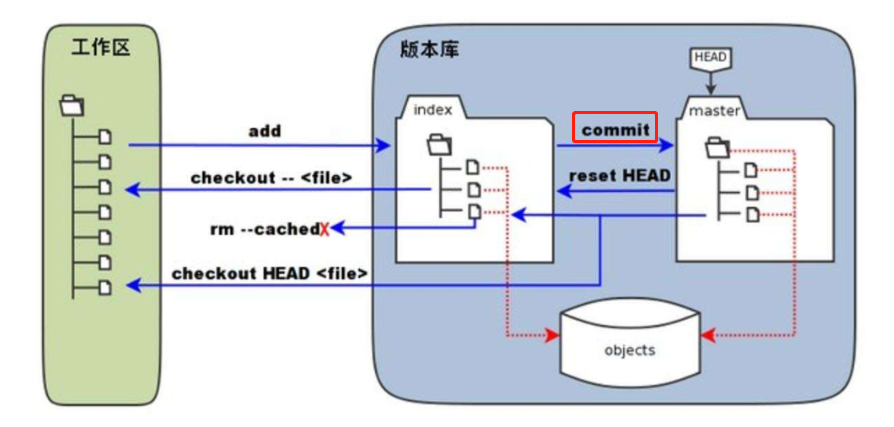 工作区
版本库
HEAD
index
master
add
commit
checkout -- <file>
reset HEAD
rm --cached
X
checkout HEAD <file>
objects